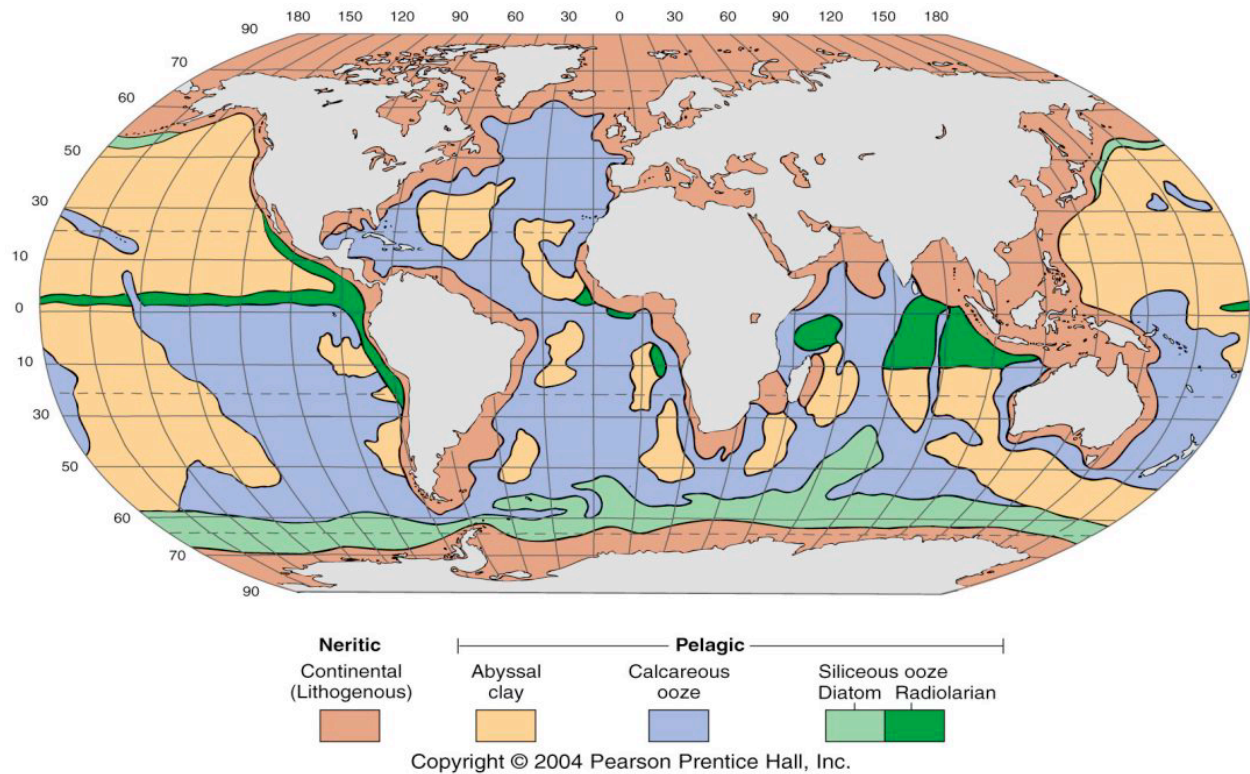 180 150 120 90 60 30 0 30 60 90 120 150 180
90
70
60
50
30
10
0
10
30
50
60
70
90
Neritic
Pelagic
Continental
(Lithogenous)
Abyssal
clay
Calcareous
ooze
Siliceous ooze
Diatom Radiolarian
Copyright © 2004 Pearson Prentice Hall, Inc.